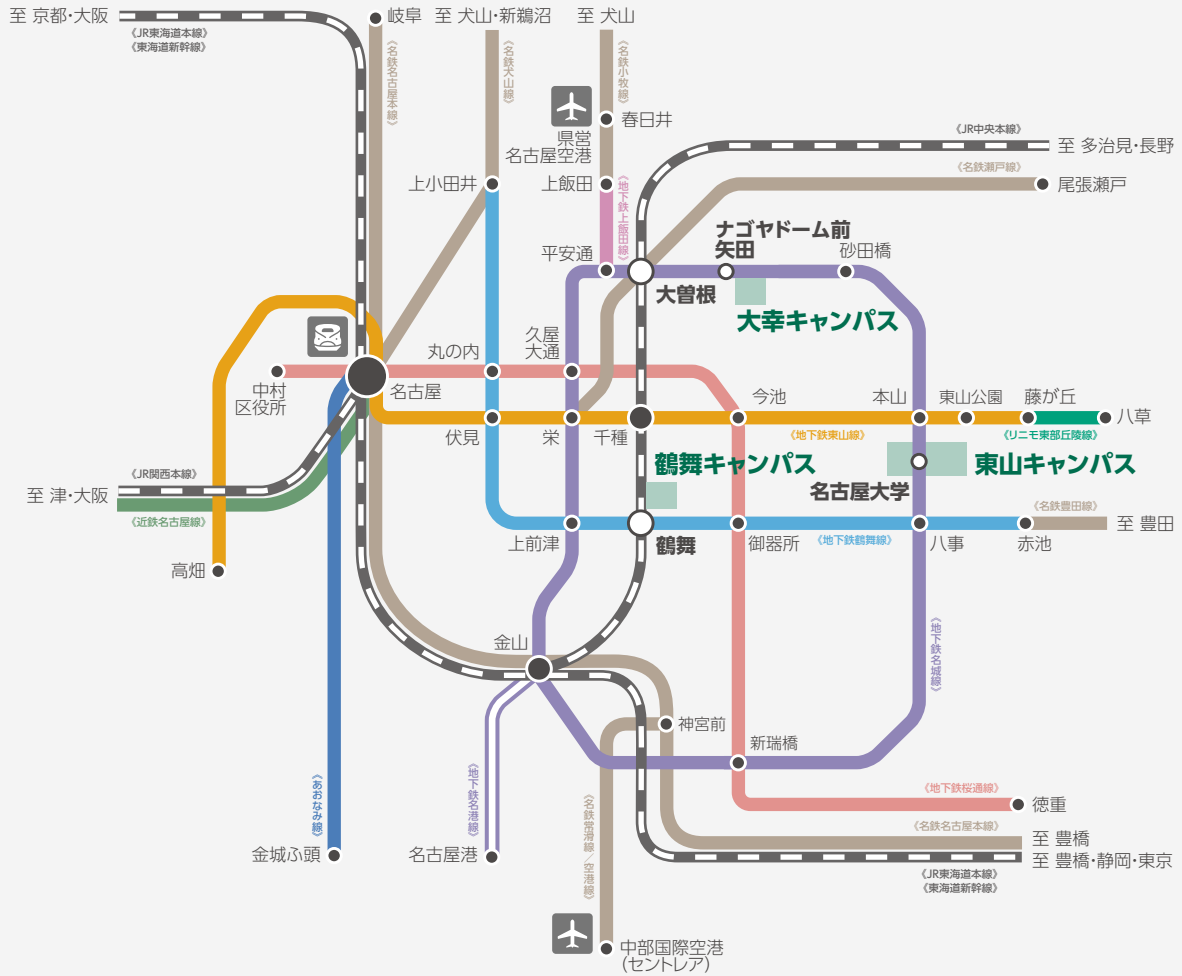 至 京都・大阪
《JR東海道本線》
《東海道新幹線》
岐阜
至 犬山・新鵜沼
至 犬山
《名鉄名古屋本線》
《名鉄犬山線》
《名鉄小牧線》
春日井
県営
名古屋空港
《JR中央本線》
至 多治見・長野
《名鉄瀬戸線》
尾張瀬戸
上小田井
上飯田
《地下鉄上飯田線》
平安通
ナゴヤドーム前
矢田
砂田橋
大曽根
大幸キャンパス
中村
区役所
名古屋
丸の内
久屋
大通
伏見
栄
千種
今池
本山
東山公園
藤が丘
八草
《地下鉄東山線》
《リニモ東部丘陵線》
鶴舞キャンパス
東山キャンパス
名古屋大学
《JR関西本線》
至 津・大阪
《近鉄名古屋線》
《名鉄豊田線》
至 豊田
高畑
上前津
鶴舞
御器所
《地下鉄鶴舞線》
八事
赤池
金山
《地下鉄名城線》
神宮前
新瑞橋
《あおなみ線》
《地下鉄名港線》
《名鉄常滑線／空港線》
《地下鉄桜通線》
徳重
《名鉄名古屋本線》
至 豊橋
金城ふ頭
名古屋港
至 豊橋・静岡・東京
《JR東海道本線》
《東海道新幹線》
中部国際空港
(セントレア)